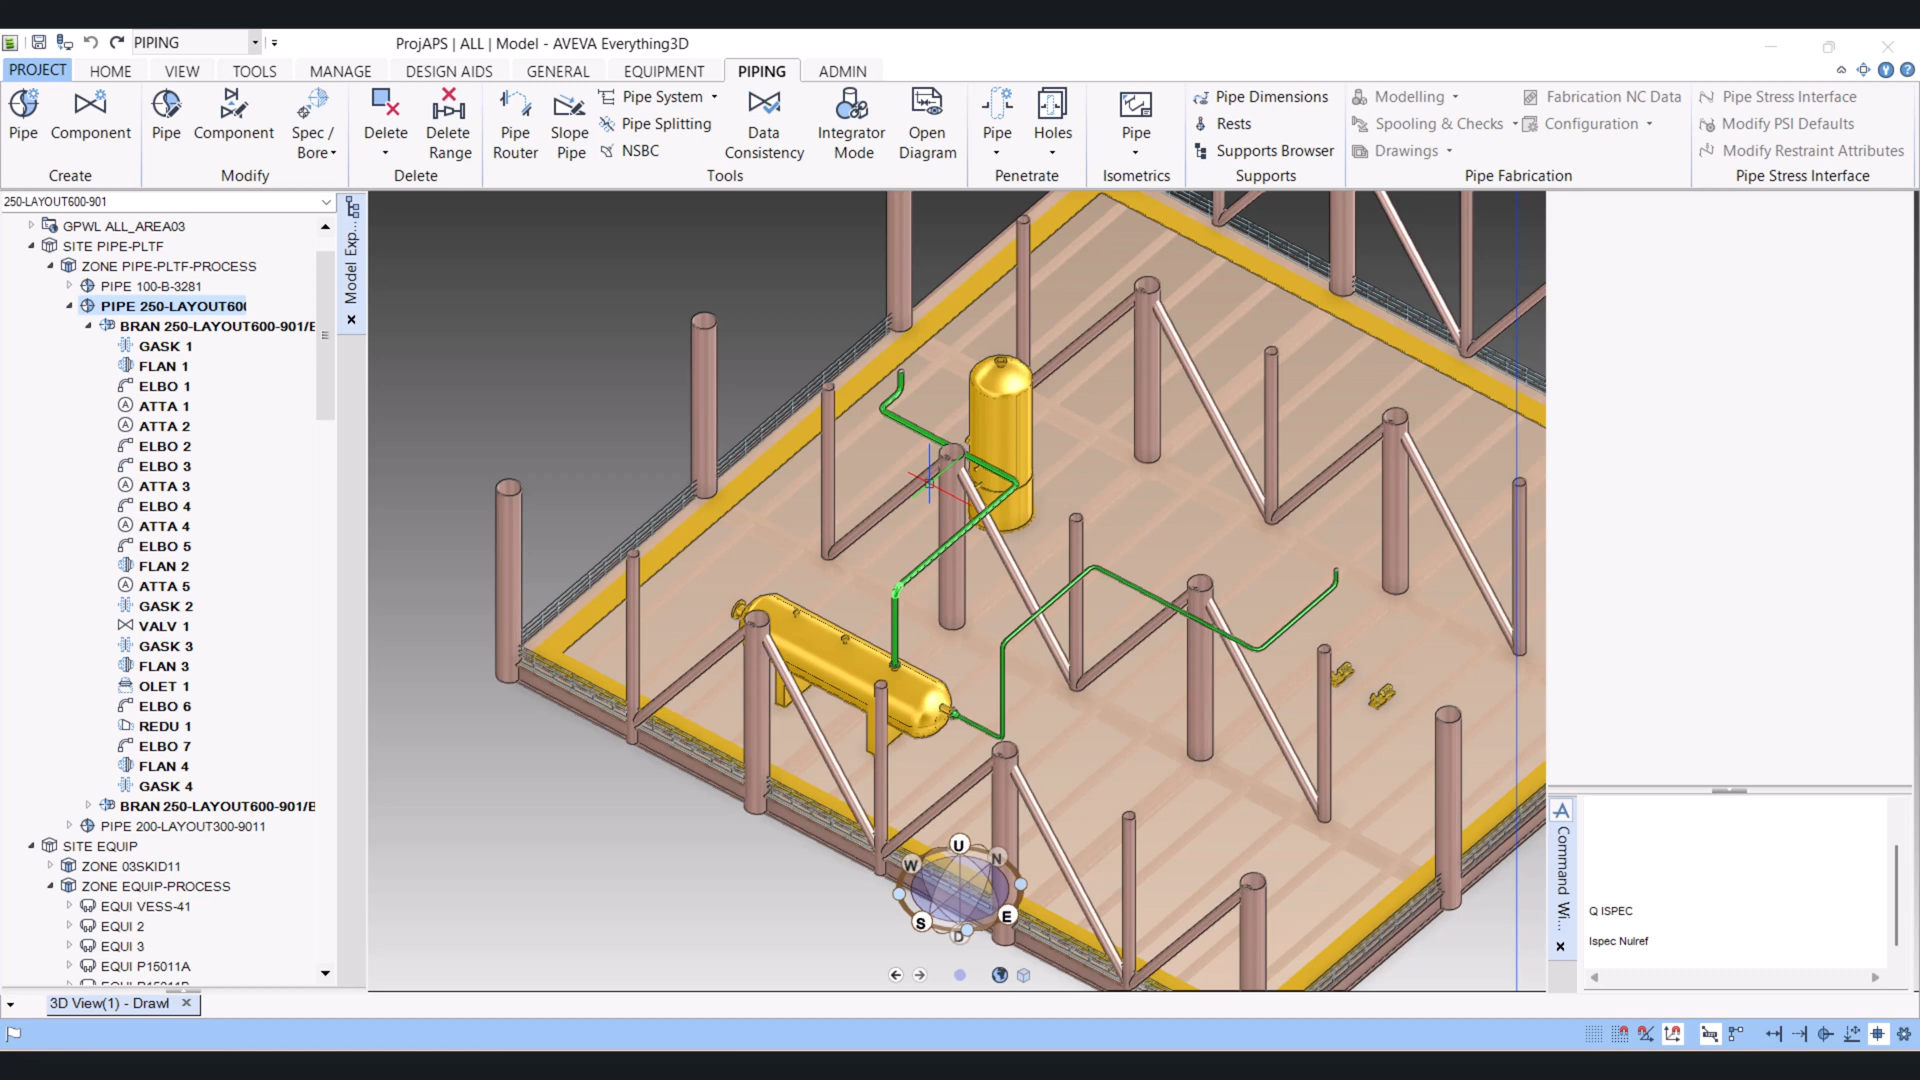 PIPING
ProjAPS | ALL | Model - AVEVA Everything3D
PROJECT
HOME
VIEW
TOOLS
MANAGE
DESIGN AIDS
GENERAL
EQUIPMENT
PIPING
ADMIN
Pipe
Component
Create
Pipe
Component
Spec /
Bore
Modify
Delete
Delete
Range
Delete
Pipe
Router
Slope
Pipe
Pipe System
Pipe Splitting
NSBC
Data
Consistency
Integrator
Mode
Open
Diagram
Tools
Pipe
Holes
Penetrate
Pipe
Isometrics
Pipe Dimensions
Rests
Supports Browser
Supports
Modelling
Spooling & Checks
Drawings
Fabrication NC Data
Configuration
Pipe Fabrication
Pipe Stress Interface
Modify PSI Defaults
Modify Restraint Attributes
Pipe Stress Interface
250-LAYOUT600-901
GPWL ALL_AREA03
SITE PIPE-PLTF
ZONE PIPE-PLTF-PROCESS
PIPE 100-B-3281
PIPE 250-LAYOUT600
BRAN 250-LAYOUT600-901/B
GASK 1
FLAN 1
ELBO 1
ATTA 1
ATTA 2
ELBO 2
ELBO 3
ATTA 3
ELBO 4
ATTA 4
ELBO 5
FLAN 2
ATTA 5
GASK 2
VALV 1
GASK 3
FLAN 3
OLET 1
ELBO 6
REDU 1
ELBO 7
FLAN 4
GASK 4
BRAN 250-LAYOUT600-901/B
PIPE 200-LAYOUT300-9011
SITE EQUIP
ZONE 03SKID11
ZONE EQUIP-PROCESS
EQUI VESS-41
EQUI 2
EQUI 3
EQUI P15011A
Model Exp...
U
N
W
E
S
D
Command Wi...
Q ISPEC
Ispec Nulref
3D View(1) - Drawl